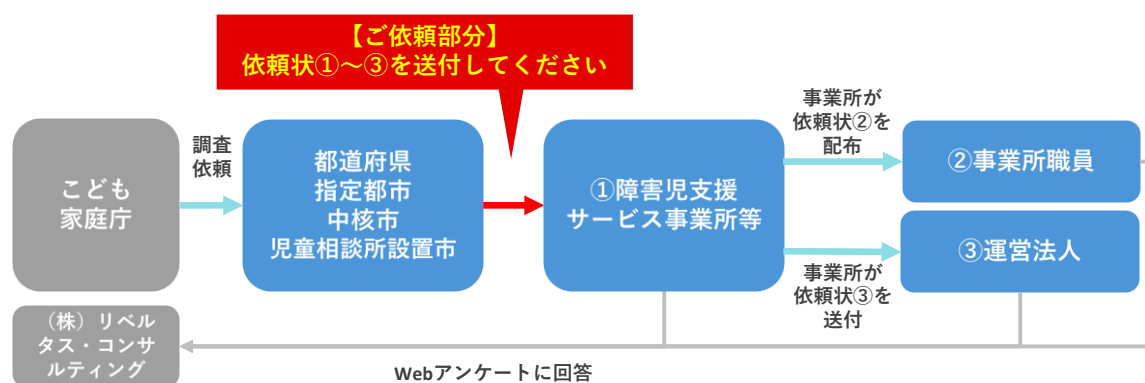 【ご依頼部分】
依頼状①～③を送付してください
こども
家庭庁
調査
依頼
都道府県
指定都市
中核市
児童相談所設置市
①障害児支援
サービス事業所等
事業所が
依頼状②を
配布
②事業所職員
③運営法人
事業所が
依頼状③を
送付
（株）リベル
タス・コンサ
ルティング
Webアンケートに回答